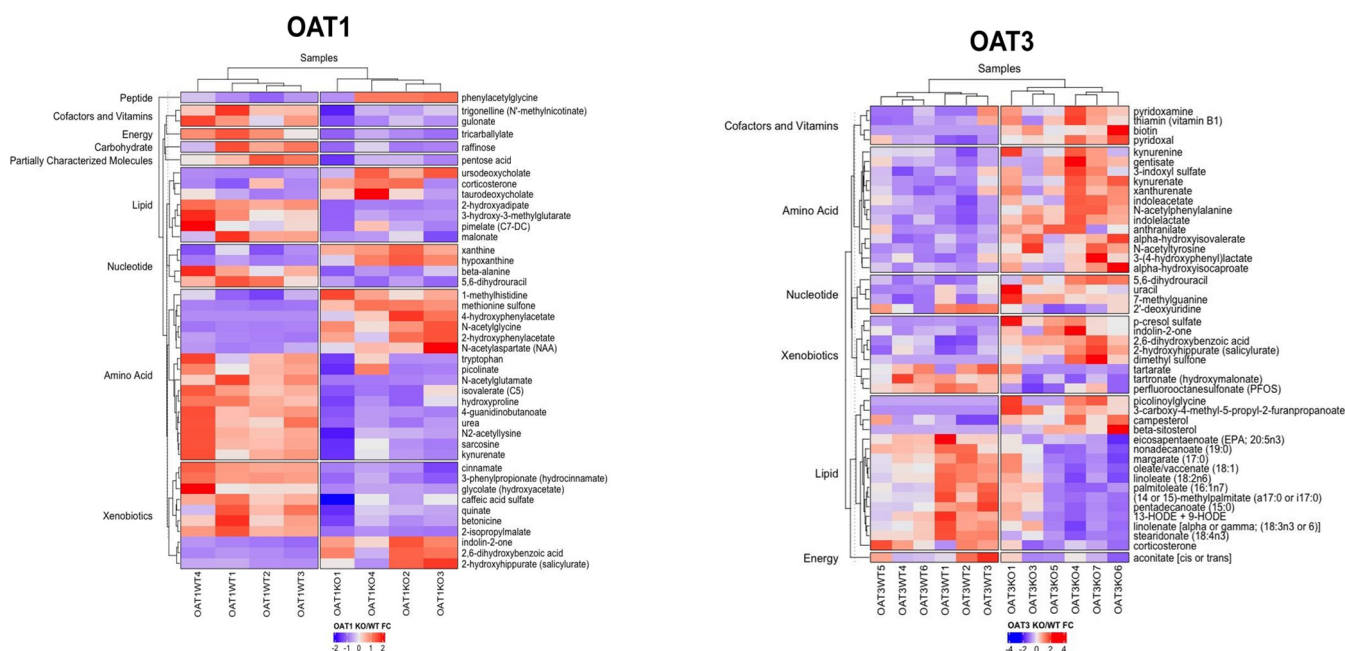 OAT1
Samples
Peptide
Cofactors and Vitamins
Energy
Carbohydrate
Partially Characterized Molecules
Lipid
Nucleotide
Amino Acid
Xenobiotics
phenylacetylglycine
trigonelline (N'-methylnicotinate)
gulonate
tricarballylate
raffinose
pentose acid
ursodeoxycholate
corticosterone
taurodeoxycholate
2-hydroxyadipate
3-hydroxy-3-methylglutarate
pimelate (C7-DC)
malonate
xanthine
hypoxanthine
beta-alanine
5,6-dihydrouracil
1-methylhistidine
methionine sulfone
4-hydroxyphenylacetate
N-acetylglycine
2-hydroxyphenylacetate
N-acetylaspartate (NAA)
tryptophan
picolinate
N-acetylglutamate
isovalerate (C5)
hydroxyproline
4-guanidinobutanoate
urea
N2-acetyllysine
sarcosine
kynurenate
cinnamate
3-phenylpropionate (hydrocinnamate)
glycolate (hydroxyacetate)
caffeic acid sulfate
quinate
betonicine
2-isopropylmalate
indolin-2-one
2,6-dihydroxybenzoic acid
2-hydroxyhippurate (salicylurate)
OAT1WT4
OAT1WT1
OAT1WT2
OAT1WT3
OAT1KO1
OAT1KO4
OAT1KO2
OAT1KO3
OAT1 KO/WT FC
-2 -1 0 1 2
OAT3
Samples
Cofactors and Vitamins
Amino Acid
Nucleotide
Xenobiotics
Lipid
Energy
pyridoxamine
thiamin (vitamin B1)
biotin
pyridoxal
kynurenine
gentisate
3-indoxyl sulfate
kynurenate
xanthurenate
indoleacetate
N-acetylphenylalanine
indolelactate
anthranilate
alpha-hydroxyisovalerate
N-acetyltyrosine
3-(4-hydroxyphenyl)lactate
alpha-hydroxyisocaproate
5,6-dihydrouracil
uracil
7-methylguanine
2'-deoxyuridine
p-cresol sulfate
indolin-2-one
2,6-dihydroxybenzoic acid
2-hydroxyhippurate (salicylurate)
dimethyl sulfone
tartarate
tartronate (hydroxymalonate)
perfluorooctanesulfonate (PFOS)
picolinoylglycine
3-carboxy-4-methyl-5-propyl-2-furanpropanoate
campesterol
beta-sitosterol
eicosapentaenoate (EPA; 20:5n3)
nonadecanoate (19:0)
margarate (17:0)
oleate/vaccenate (18:1)
linoleate (18:2n6)
palmitoleate (16:1n7)
(14 or 15)-methylpalmitate (a17:0 or i17:0)
pentadecanoate (15:0)
13-HODE + 9-HODE
linolenate [alpha or gamma; (18:3n3 or 6)]
stearidonate (18:4n3)
corticosterone
aconitate [cis or trans]
OAT3WT5
OAT3WT4
OAT3WT6
OAT3WT1
OAT3WT2
OAT3WT3
OAT3KO1
OAT3KO3
OAT3KO5
OAT3KO4
OAT3KO7
OAT3KO6
OAT3 KO/WT FC
-4 -2 0 2 4